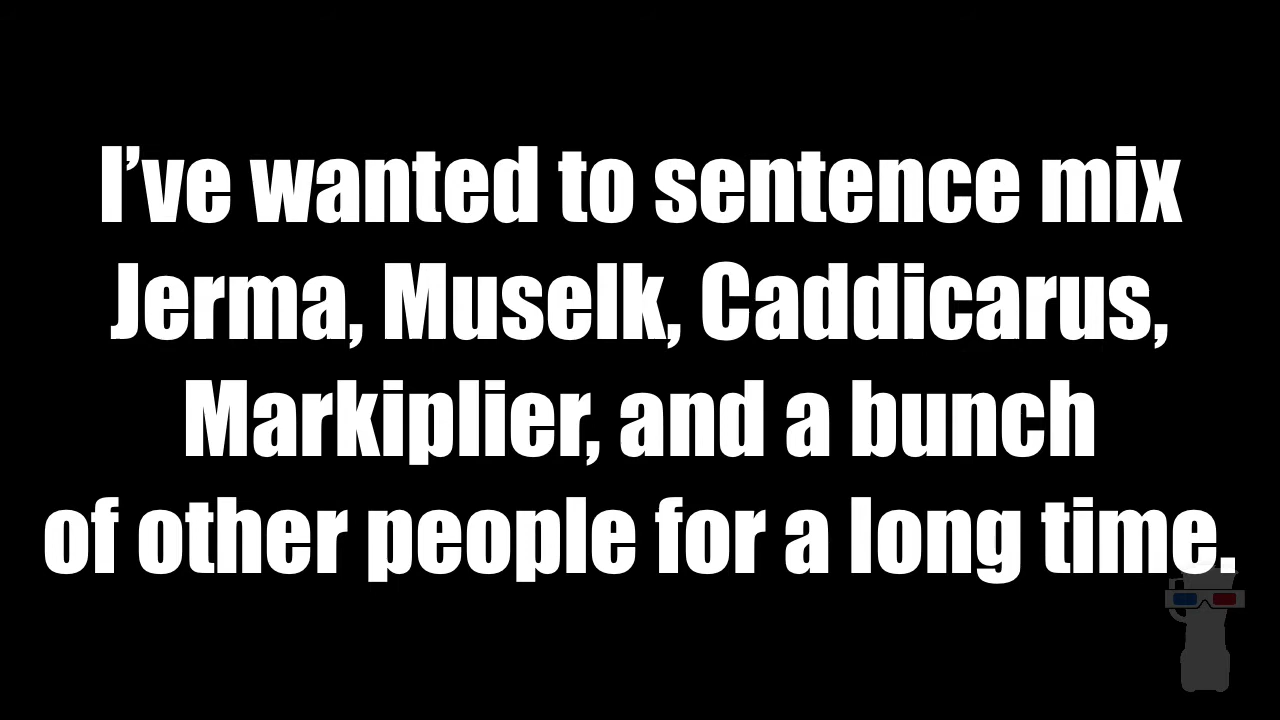 I’ve wanted to sentence mix
Jerma, Muselk, Caddicarus,
Markiplier, and a bunch
of other people for a long time.